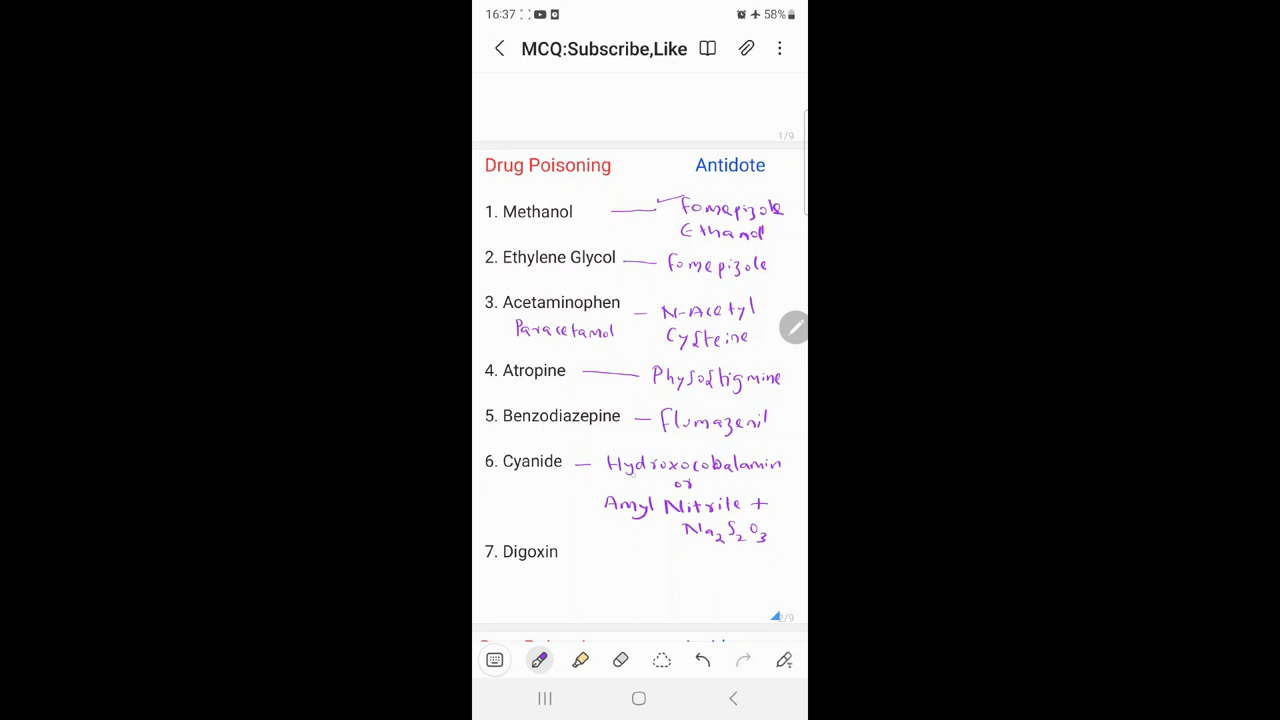 16:37 58%
MCQ:Subscribe,Like
1/9
Drug Poisoning Antidote
1. Methanol — Fomepizole
Ethanol
2. Ethylene Glycol — Fomepizole
3. Acetaminophen — N-Acetyl
Paracetamol Cysteine
4. Atropine — Physostigmine
5. Benzodiazepine — Flumazenil
6. Cyanide — Hydroxocobalamin
or
Amyl Nitrile +
Na2S2O3
7. Digoxin
2/9